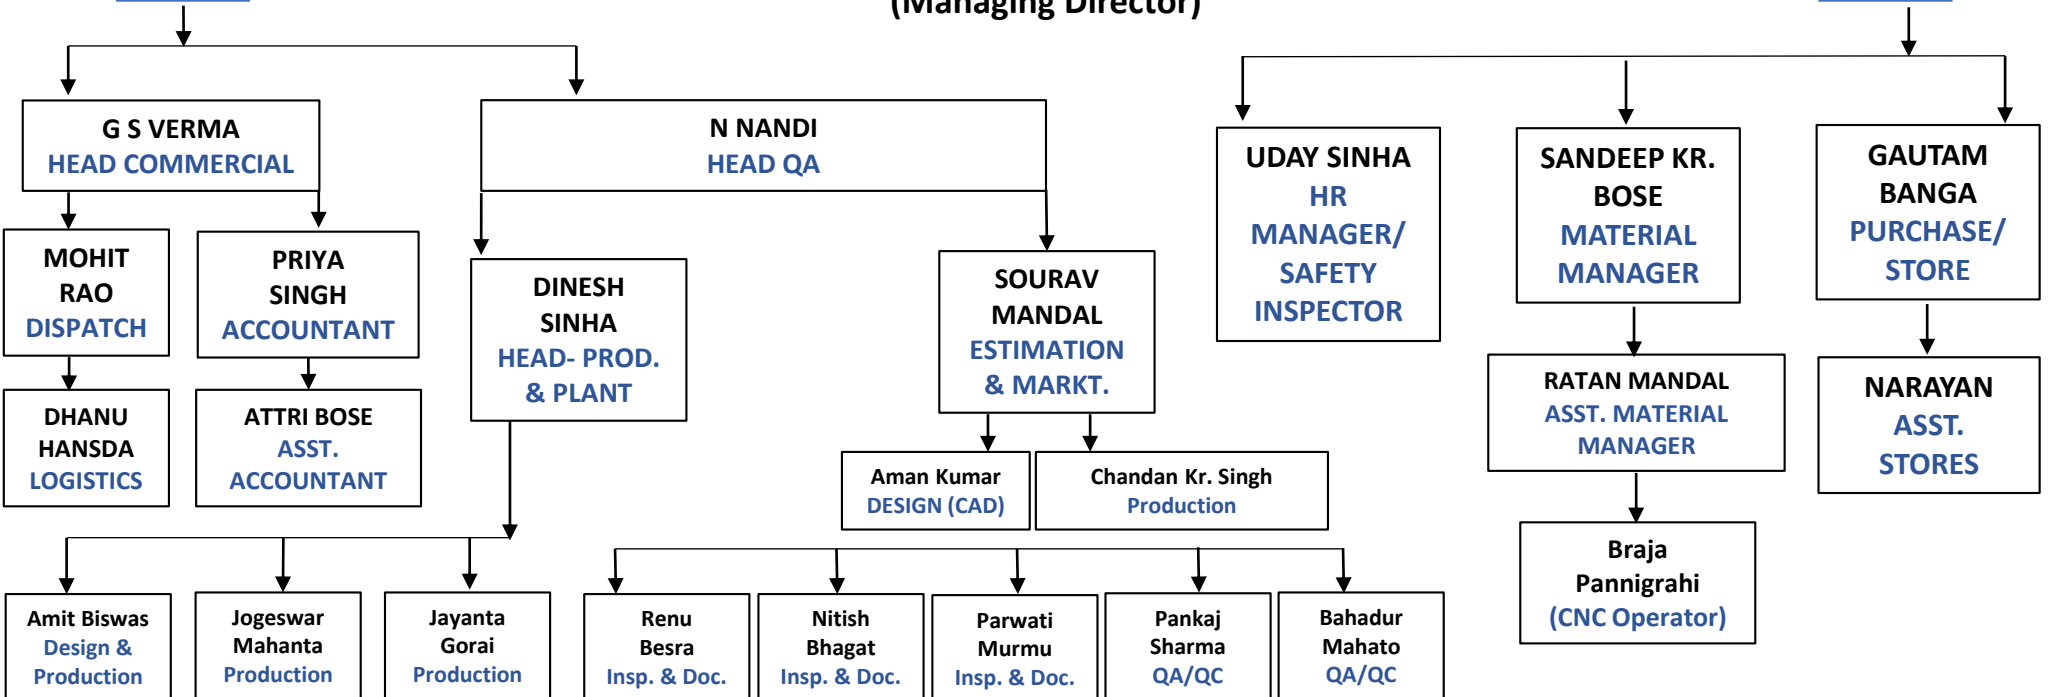 (Managing Director)
G S VERMA
HEAD COMMERCIAL
N NANDI
HEAD QA
UDAY SINHA
HR
MANAGER/
SAFETY
INSPECTOR
SANDEEP KR.
BOSE
MATERIAL
MANAGER
GAUTAM
BANGA
PURCHASE/
STORE
MOHIT
RAO
DISPATCH
PRIYA
SINGH
ACCOUNTANT
DINESH
SINHA
HEAD- PROD.
& PLANT
SOURAV
MANDAL
ESTIMATION
& MARKT.
DHANU
HANSDA
LOGISTICS
ATTRI BOSE
ASST.
ACCOUNTANT
RATAN MANDAL
ASST. MATERIAL
MANAGER
NARAYAN
ASST.
STORES
Aman Kumar
DESIGN (CAD)
Chandan Kr. Singh
Production
Braja
Pannigrahi
(CNC Operator)
Amit Biswas
Design &
Production
Jogeswar
Mahanta
Production
Jayanta
Gorai
Production
Renu
Besra
Insp. & Doc.
Nitish
Bhagat
Insp. & Doc.
Parwati
Murmu
Insp. & Doc.
Pankaj
Sharma
QA/QC
Bahadur
Mahato
QA/QC